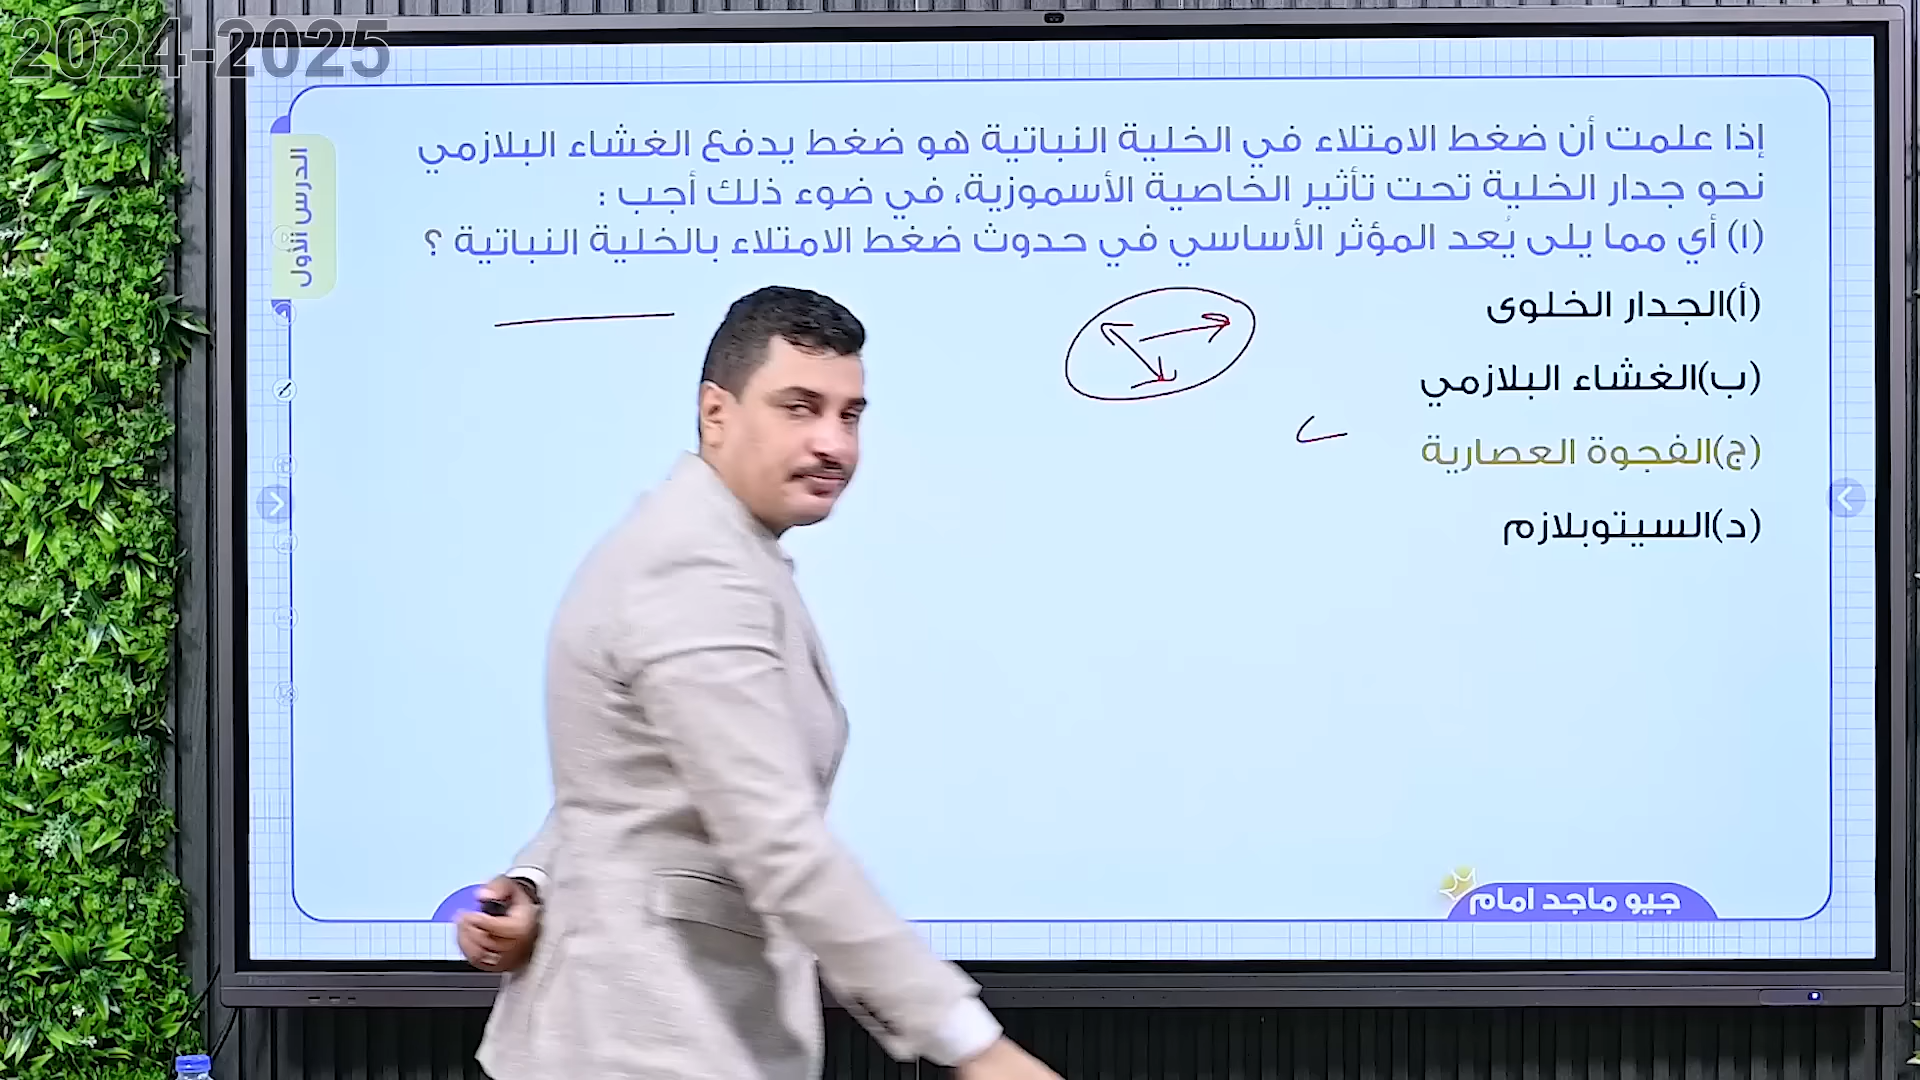 2024-2025
إذا علمت أن ضغط الامتلاء في الخلية النباتية هو ضغط يدفع الغشاء البلازمي
نحو جدار الخلية تحت تأثير الخاصية الأسموزية، في ضوء ذلك أجب :
(١) أي مما يلى يُعد المؤثر الأساسي في حدوث ضغط الامتلاء بالخلية النباتية ؟
(أ)الجدار الخلوى
(ب)الغشاء البلازمي
(ج)الفجوة العصارية
(د)السيتوبلازم
الدرس الأول
جيو ماجد امام